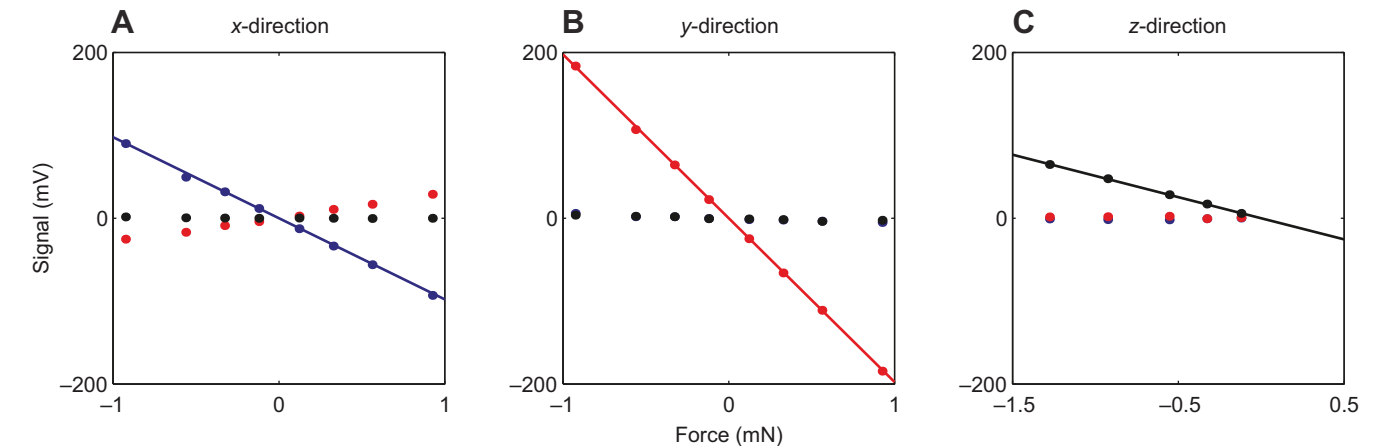 A x-direction
B y-direction
C z-direction
200 200 200
0 0 0
–200 –200 –200
–1 0 1 –1 0 1 –1.5 –0.5 0.5
Signal (mV)
Force (mN)